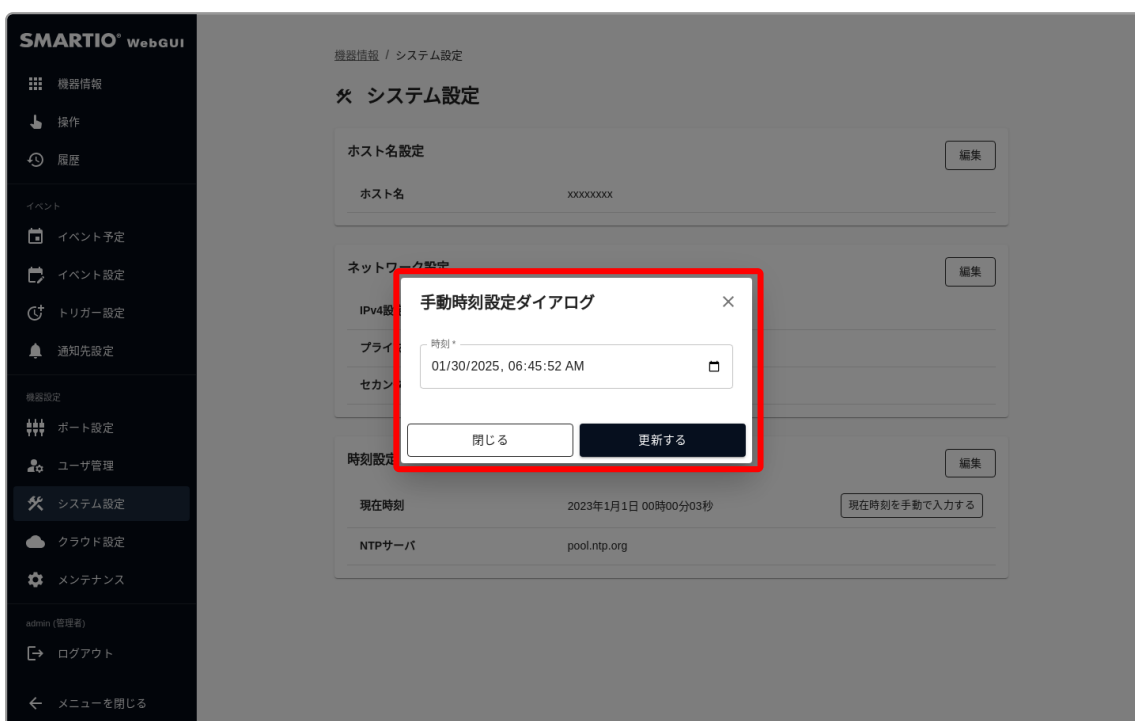 SMARTIO® WebGUI
機器情報
操作
履歴
イベント
イベント予定
イベント設定
トリガー設定
通知先設定
機器設定
ポート設定
ユーザ管理
システム設定
クラウド設定
メンテナンス
admin (管理者)
ログアウト
メニューを閉じる
機器情報 / システム設定
システム設定
ホスト名設定
編集
ホスト名 xxxxxxxx
ネットワーク設定
編集
IPv4設
プライ
セカン
手動時刻設定ダイアログ
時刻 *
01/30/2025, 06:45:52 AM
閉じる 更新する
時刻設定
編集
現在時刻 2023年1月1日 00時00分03秒 現在時刻を手動で入力する
NTPサーバ pool.ntp.org